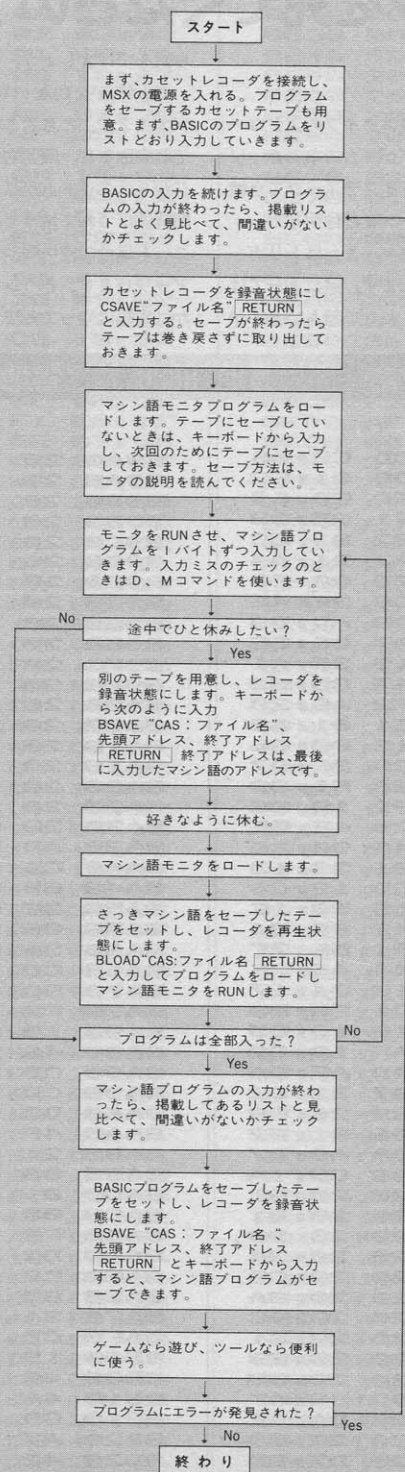 スタート
まず、カセットレコーダを接続し、
MSXの電源を入れる。プログラム
をセーブするカセットテープも用
意。まず、BASICのプログラムをリ
ストどおり入力していきます。
BASICの入力を続けます。プログラ
ムの入力が終わったら、掲載リス
トとよく見比べて、間違いがない
かチェックします。
カセットレコーダを録音状態にし
CSAVE"ファイル名" RETURN
と入力する。セーブが終わったら
テープは巻き戻さずに取り出して
おきます。
マシン語モニタプログラムをロー
ドします。テープにセーブしてい
ないときは、キーボードから入力
し、次回のためにテープにセーブ
しておきます。セーブ方法は、モ
ニタの説明を読んでください。
モニタをRUNさせ、マシン語プロ
グラムを1バイトずつ入力してい
きます。入力ミスのチェックのと
きはD、Mコマンドを使います。
No
途中でひと休みしたい?
Yes
別のテープを用意し、レコーダを
録音状態にします。キーボードか
ら次のように入力
BSAVE "CAS:ファイル名"、
先頭アドレス、終了アドレス
RETURN 終了アドレスは、最後
に入力したマシン語のアドレスです。
好きなように休む。
マシン語モニタをロードします。
さっきマシン語をセーブしたテー
プをセットし、レコーダを再生状
態にします。
BLOAD"CAS:ファイル名 RETURN
と入力してプログラムをロードし
マシン語モニタをRUNします。
プログラムは全部入った?
No
Yes
マシン語プログラムの入力が終わ
ったら、掲載してあるリストと見
比べて、間違いがないかチェック
します。
BASICプログラムをセーブしたテー
プをセットし、レコーダを録音状
態にします。
BSAVE "CAS:ファイル名"、
先頭アドレス、終了アドレス
RETURN とキーボードから入力
すると、マシン語プログラムがセ
ーブできます。
ゲームなら遊び、ツールなら便利
に使う。
プログラムにエラーが発見された?
Yes
No
終わり